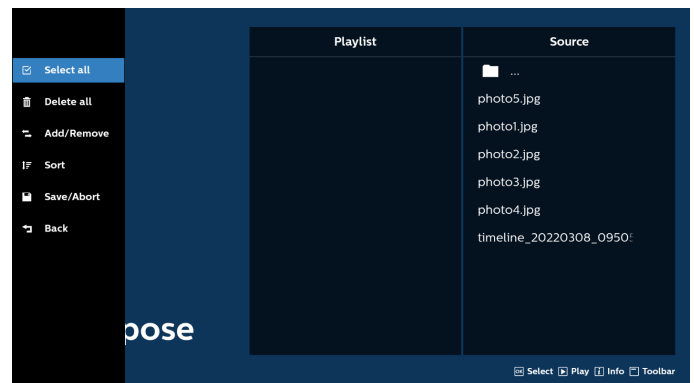 Select all
Delete all
Add/Remove
Sort
Save/Abort
Back
pose
Playlist
Source
...
photo5.jpg
photo1.jpg
photo2.jpg
photo3.jpg
photo4.jpg
timeline_20220308_0950
OK Select Play i Info Toolbar